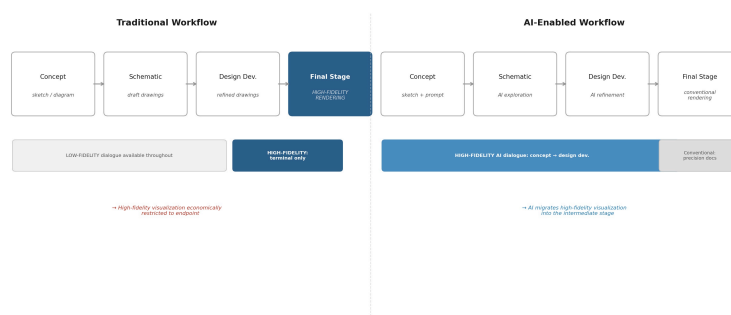 Traditional Workflow
Concept
sketch / diagram
Schematic
draft drawings
Design Dev.
refined drawings
Final Stage
HIGH-FIDELITY
RENDERING
LOW-FIDELITY dialogue available throughout
HIGH-FIDELITY:
terminal only
→ High-fidelity visualization economically
restricted to endpoint
AI-Enabled Workflow
Concept
sketch + prompt
Schematic
AI exploration
Design Dev.
AI refinement
Final Stage
conventional
rendering
HIGH-FIDELITY AI dialogue: concept → design dev.
Conventional:
precision docs
→ AI migrates high-fidelity visualization
into the intermediate stage